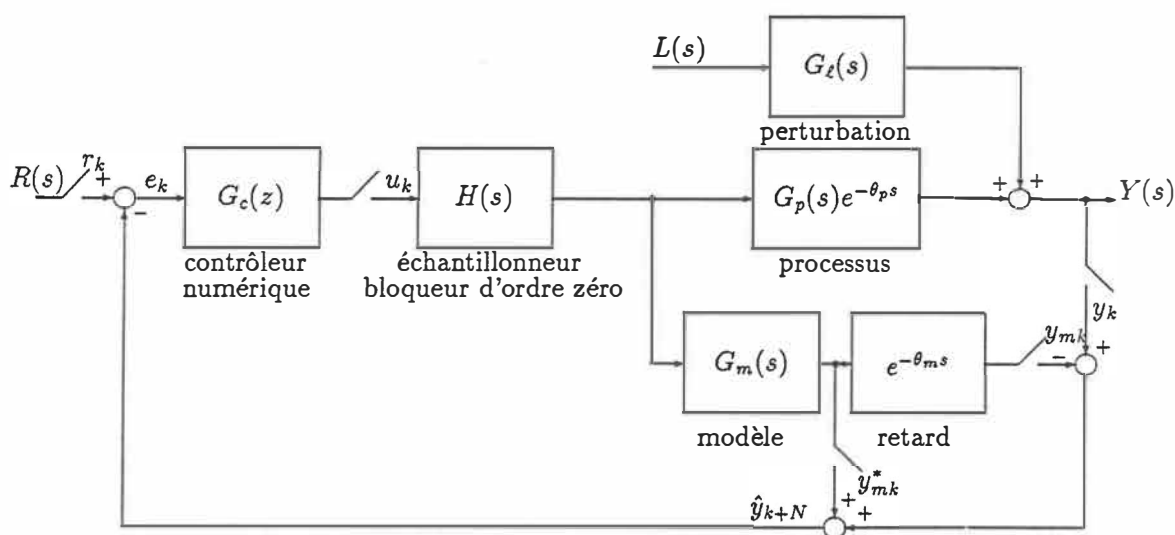 L(s)
G_ℓ(s)
perturbation
R(s)
r_k
+
−
e_k
G_c(z)
contrôleur
numérique
u_k
H(s)
échantillonneur
bloqueur d'ordre zéro
G_p(s)e^{−θ_p s}
processus
+
+
Y(s)
y_k
G_m(s)
modèle
e^{−θ_m s}
retard
y_{mk}
−
+
y^*_{mk}
+
+
ŷ_{k+N}